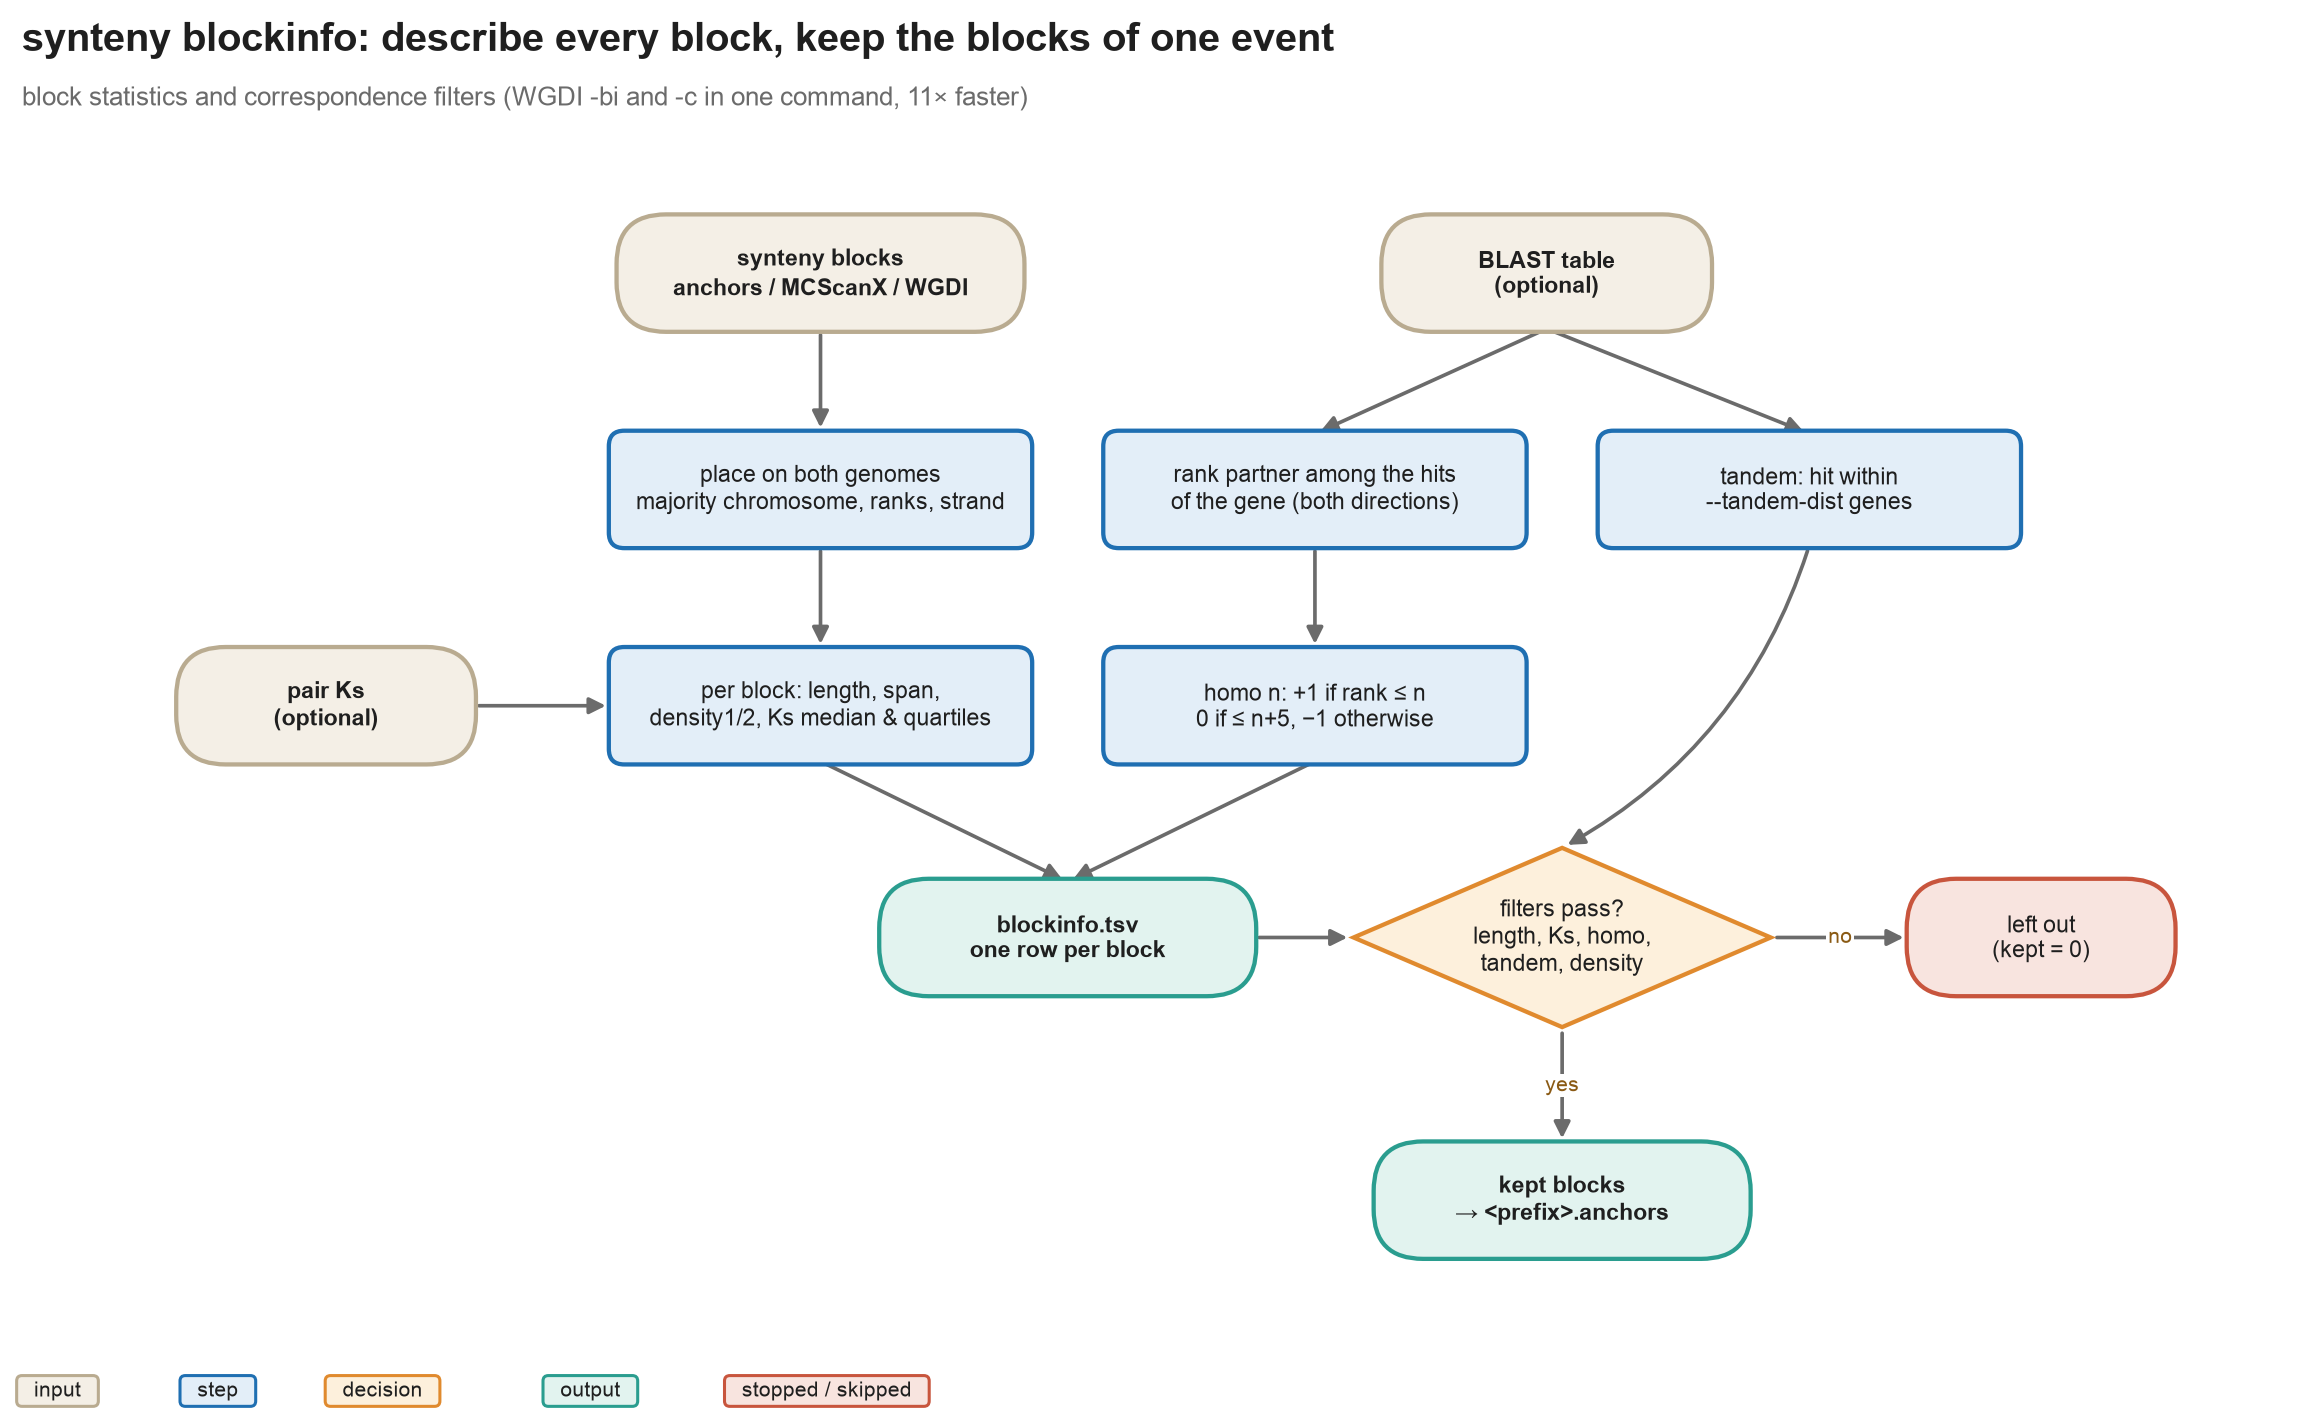 synteny blockinfo: describe every block, keep the blocks of one event
block statistics and correspondence filters (WGDI -bi and -c in one command, 11× faster)
synteny blocks
anchors / MCScanX / WGDI
BLAST table
(optional)
place on both genomes
majority chromosome, ranks, strand
rank partner among the hits
of the gene (both directions)
tandem: hit within
--tandem-dist genes
pair Ks
(optional)
per block: length, span,
density1/2, Ks median & quartiles
homo n: +1 if rank ≤ n
0 if ≤ n+5, −1 otherwise
blockinfo.tsv
one row per block
filters pass?
length, Ks, homo,
tandem, density
no
left out
(kept = 0)
yes
kept blocks
→ <prefix>.anchors
input
step
decision
output
stopped / skipped